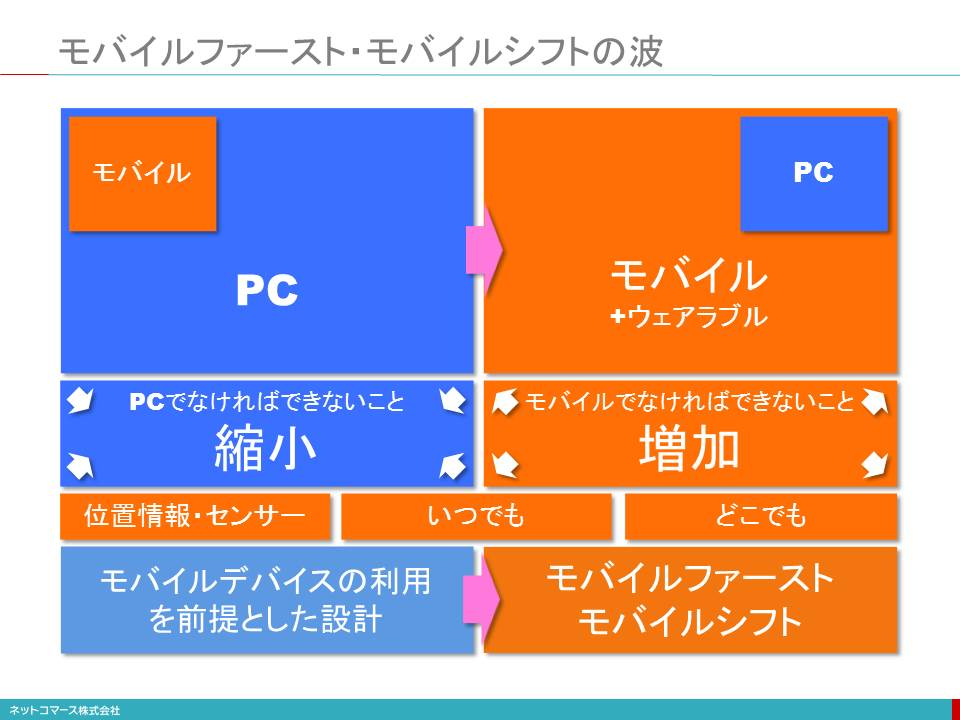 モバイルファースト・モバイルシフトの波
モバイル
PC
PC
モバイル
+ウェアラブル
PCでなければできないこと
縮小
モバイルでなければできないこと
増加
位置情報・センサー
いつでも
どこでも
モバイルデバイスの利用
を前提とした設計
モバイルファースト
モバイルシフト
ネットコマース株式会社